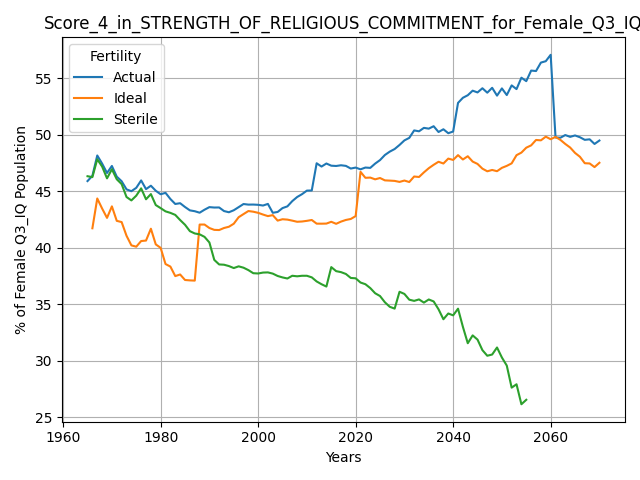 Score_4_in_STRENGTH_OF_RELIGIOUS_COMMITMENT_for_Female_Q3_IQ
Fertility
Actual
Ideal
Sterile
% of Female Q3_IQ Population
55
50
45
40
35
30
25
1960 1980 2000 2020 2040 2060
Years